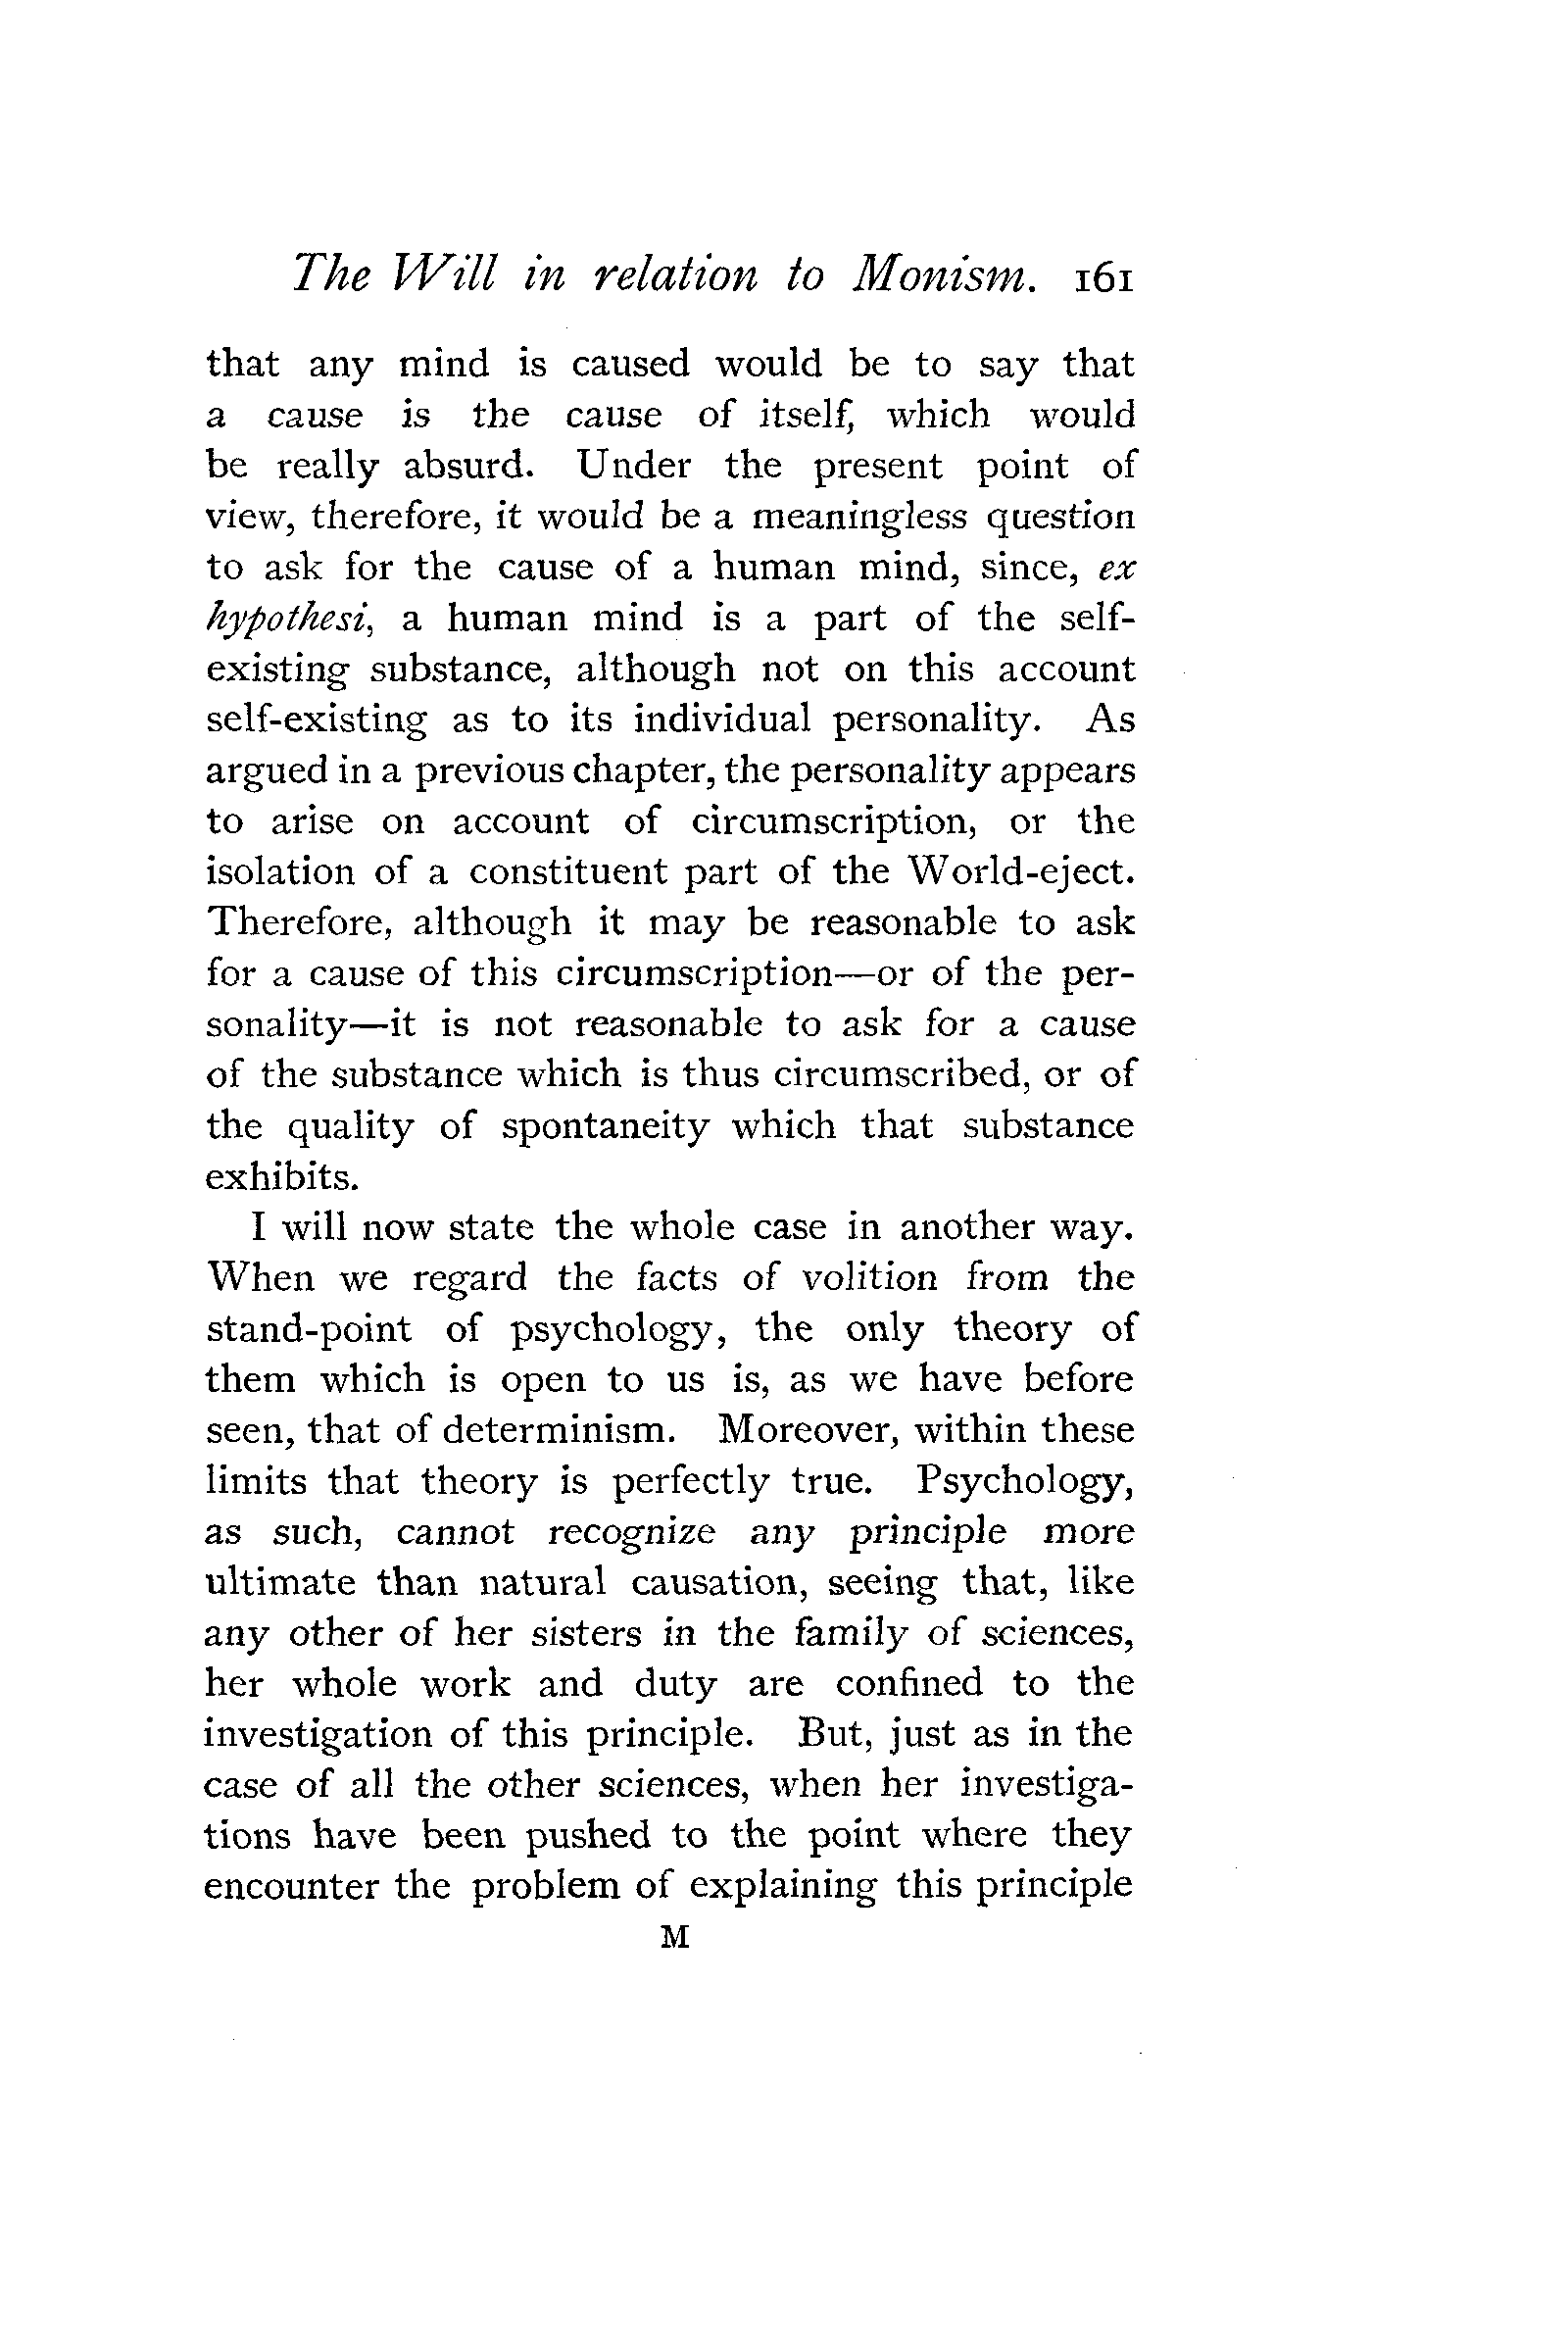 The Will in relation to Monism. 161
that any mind is caused would be to say that
a cause is the cause of itself, which would
be really absurd. Under the present point of
view, therefore, it would be a meaningless question
to ask for the cause of a human mind, since, ex
hypothesi, a human mind is a part of the self-
existing substance, although not on this account
self-existing as to its individual personality. As
argued in a previous chapter, the personality appears
to arise on account of circumscription, or the
isolation of a constituent part of the World-eject.
Therefore, although it may be reasonable to ask
for a cause of this circumscription—or of the per-
sonality—it is not reasonable to ask for a cause
of the substance which is thus circumscribed, or of
the quality of spontaneity which that substance
exhibits.
I will now state the whole case in another way.
When we regard the facts of volition from the
stand-point of psychology, the only theory of
them which is open to us is, as we have before
seen, that of determinism. Moreover, within these
limits that theory is perfectly true. Psychology,
as such, cannot recognize any principle more
ultimate than natural causation, seeing that, like
any other of her sisters in the family of sciences,
her whole work and duty are confined to the
investigation of this principle. But, just as in the
case of all the other sciences, when her investiga-
tions have been pushed to the point where they
encounter the problem of explaining this principle
M